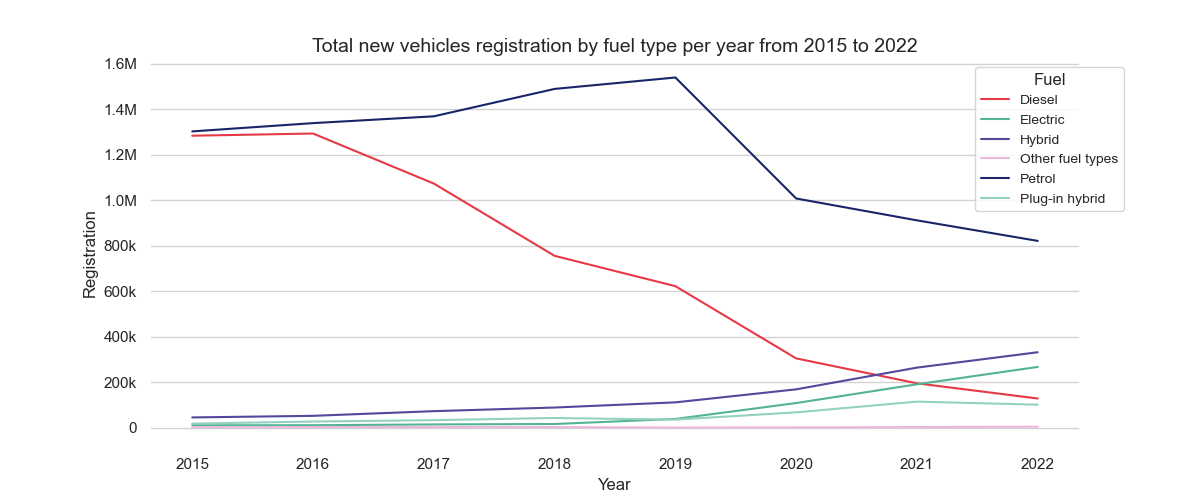 Total new vehicles registration by fuel type per year from 2015 to 2022
1.6M
1.4M
1.2M
1.0M
800k
600k
400k
200k
0
Registration
Fuel
Diesel
Electric
Hybrid
Other fuel types
Petrol
Plug-in hybrid
2015 2016 2017 2018 2019 2020 2021 2022
Year